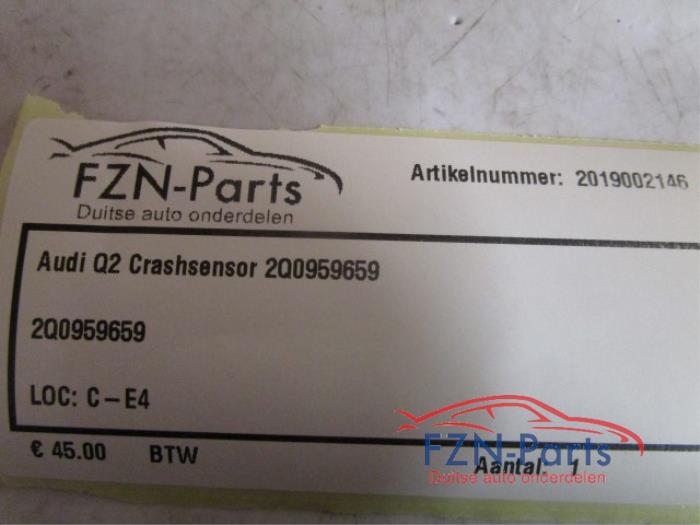 FZN-Parts
Duitse auto onderdelen
Artikelnummer: 2019002146
Audi Q2 Crashsensor 2Q0959659
2Q0959659
LOC: C-E4
€ 45.00 BTW
Aantal: 1
FZN-Parts
Duitse auto onderdelen